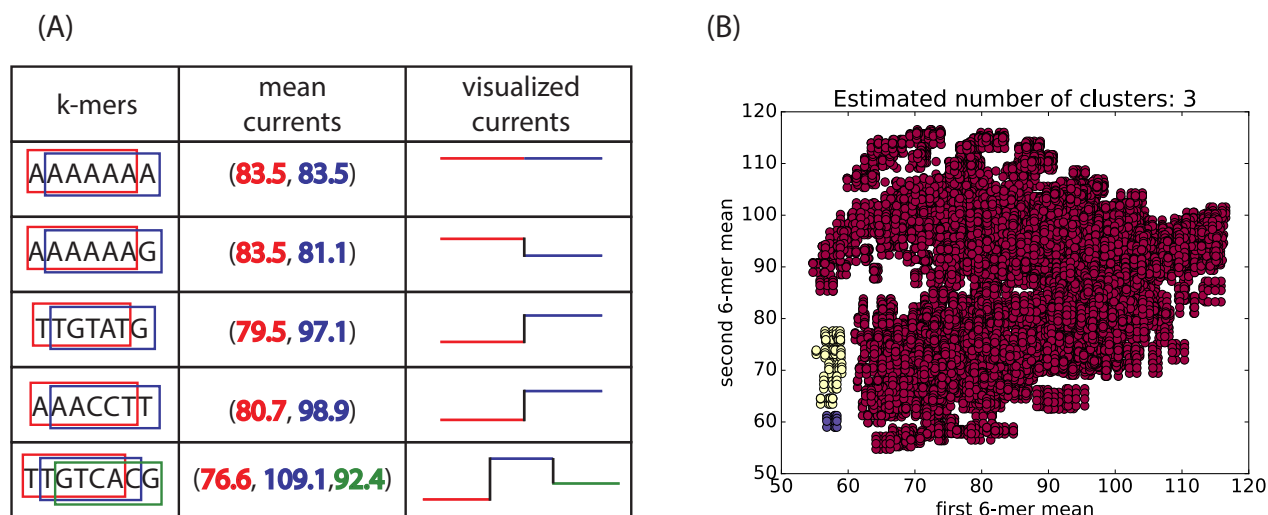 (A)
k-mers
mean
currents
visualized
currents
AAAAAAA
(83.5, 83.5)
AAAAAAG
(83.5, 81.1)
TTGTATG
(79.5, 97.1)
AAACCTT
(80.7, 98.9)
TTGTCACG
(76.6, 109.1,92.4)
(B)
Estimated number of clusters: 3
120
110
100
90
80
70
60
50
second 6-mer mean
50
60
70
80
90
100
110
120
first 6-mer mean